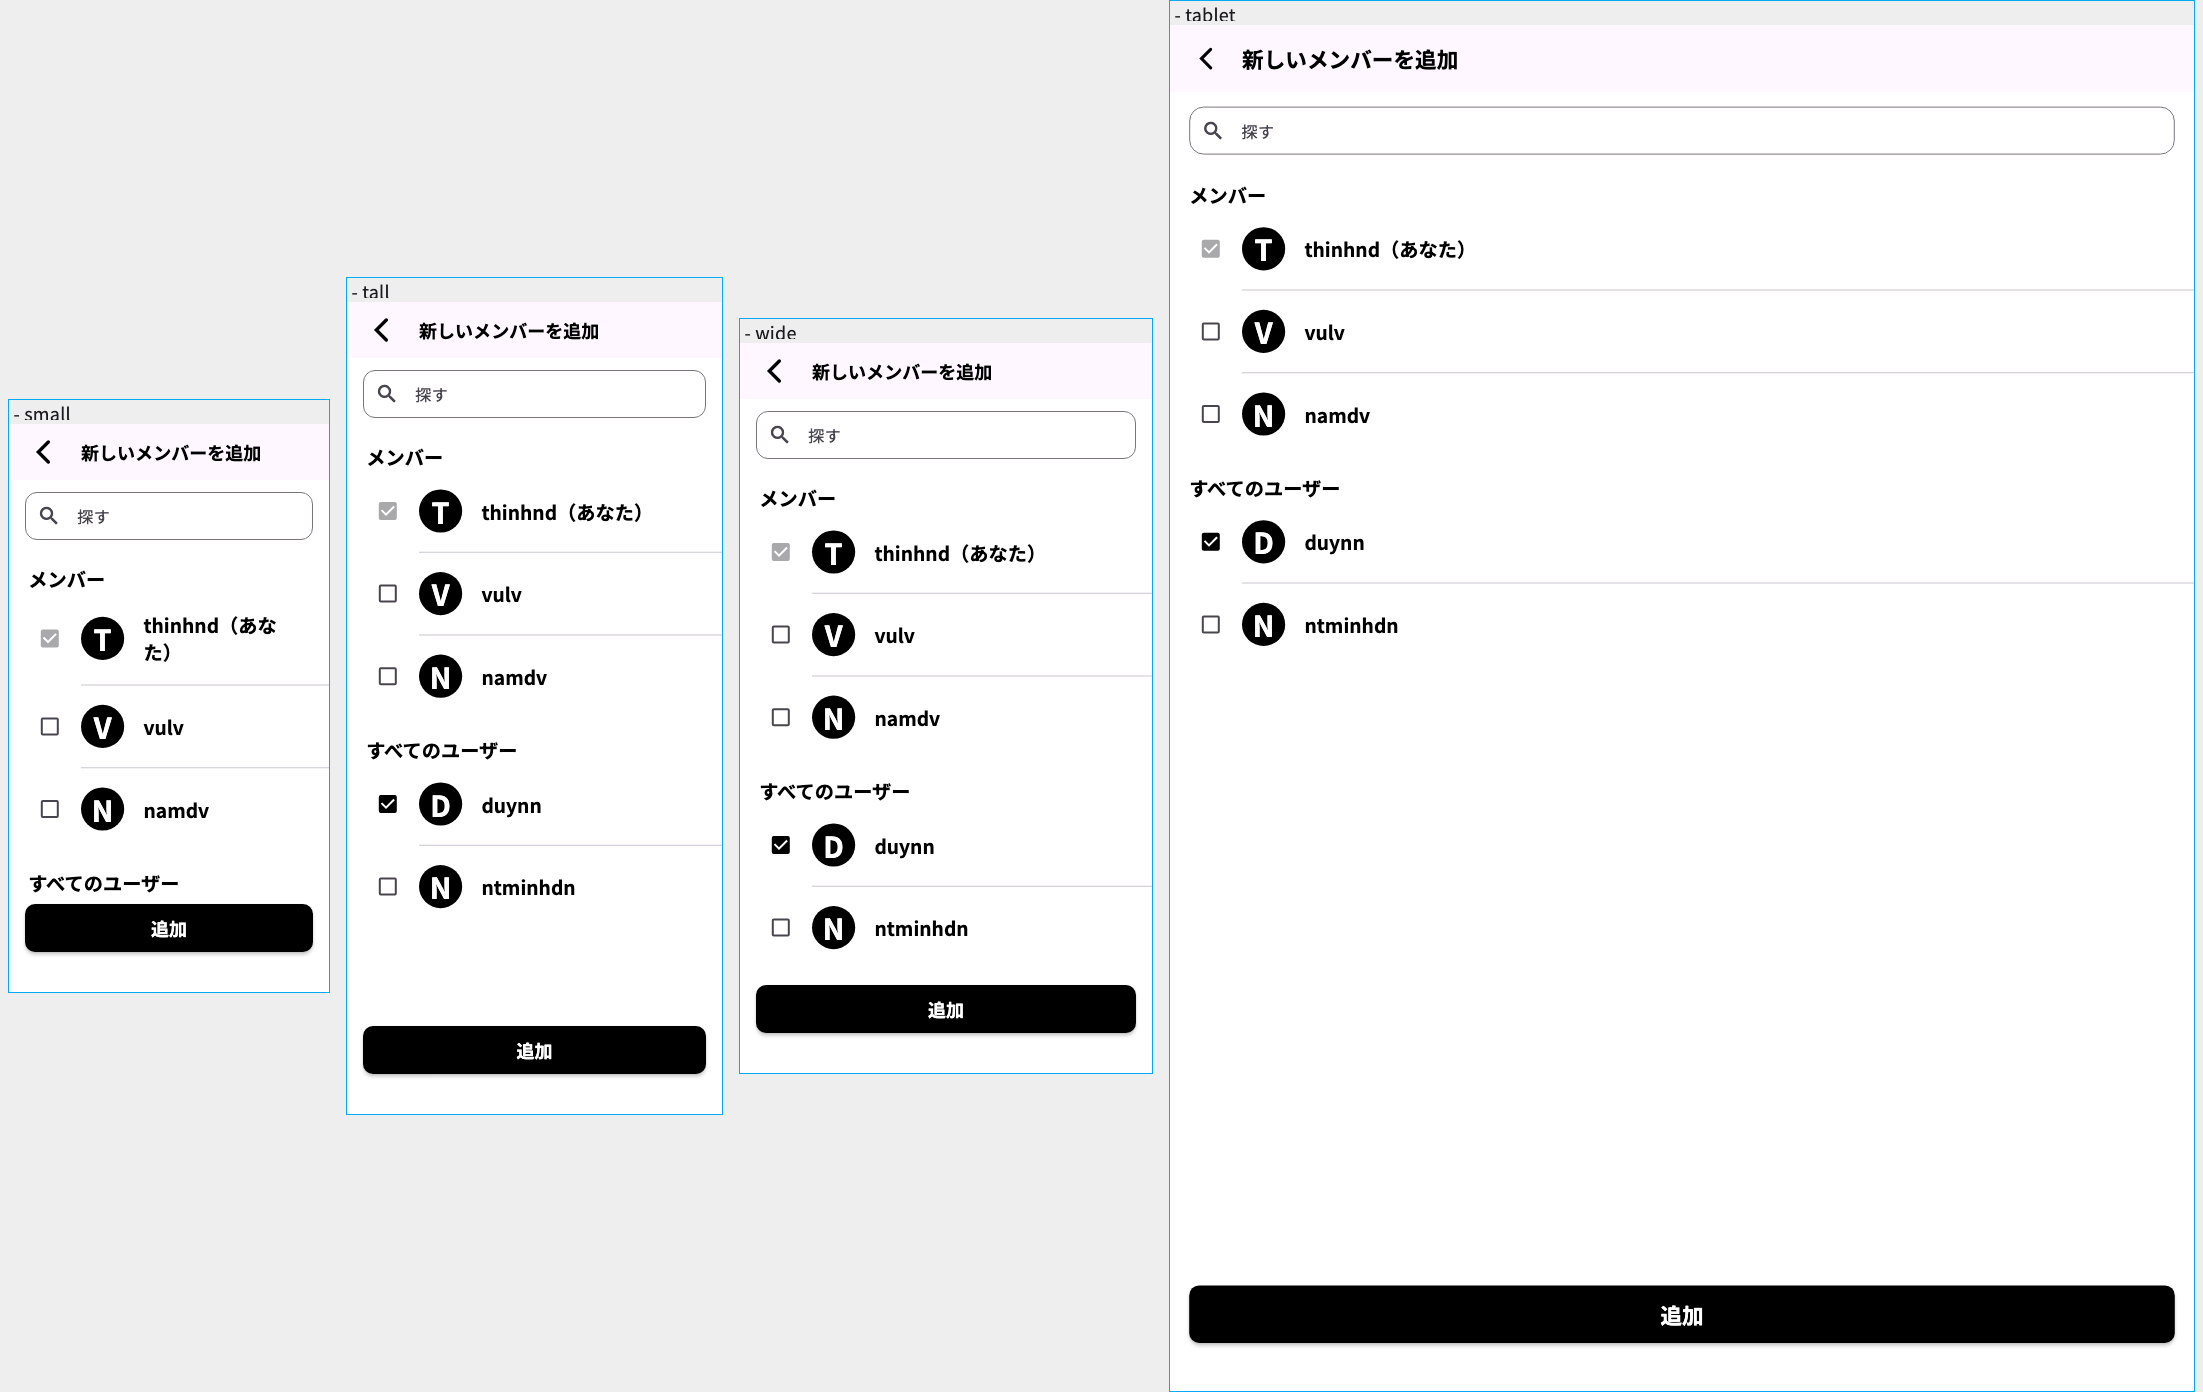 - small
新しいメンバーを追加
探す
メンバー
T
thinhnd（あな
た）
V
vulv
N
namdv
すべてのユーザー
追加
- tall
新しいメンバーを追加
探す
メンバー
T
thinhnd（あなた）
V
vulv
N
namdv
すべてのユーザー
D
duynn
N
ntminhdn
追加
- wide
新しいメンバーを追加
探す
メンバー
T
thinhnd（あなた）
V
vulv
N
namdv
すべてのユーザー
D
duynn
N
ntminhdn
追加
- tablet
新しいメンバーを追加
探す
メンバー
T
thinhnd（あなた）
V
vulv
N
namdv
すべてのユーザー
D
duynn
N
ntminhdn
追加